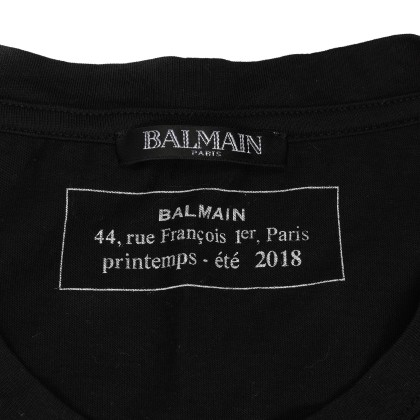 BALMAIN
PARIS
BALMAIN
44, rue François 1er, Paris
printemps - été 2018